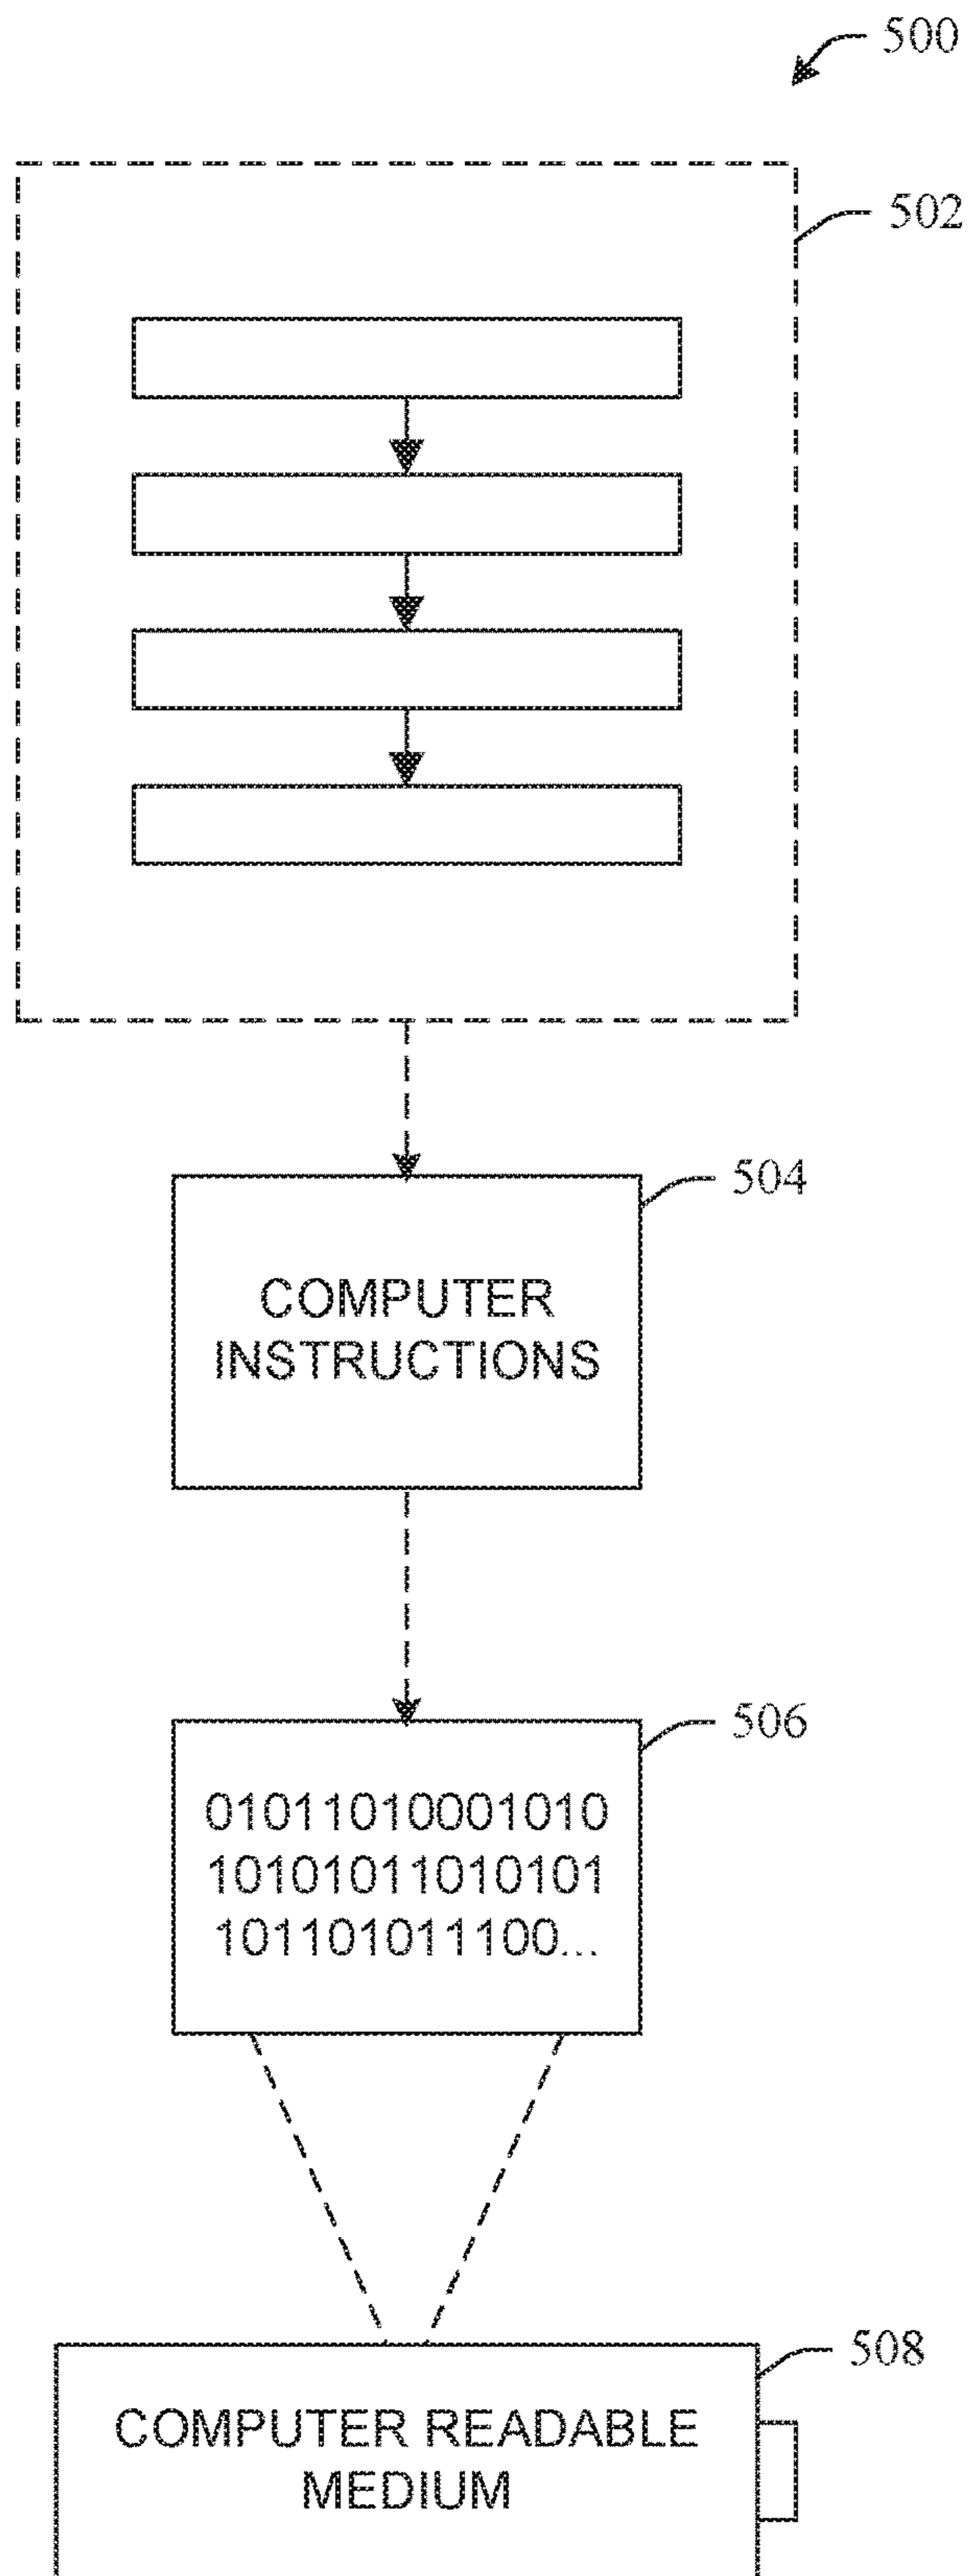 500
502
504
COMPUTER
INSTRUCTIONS
506
01011010001010
10101011010101
101101011100...
508
COMPUTER READABLE
MEDIUM